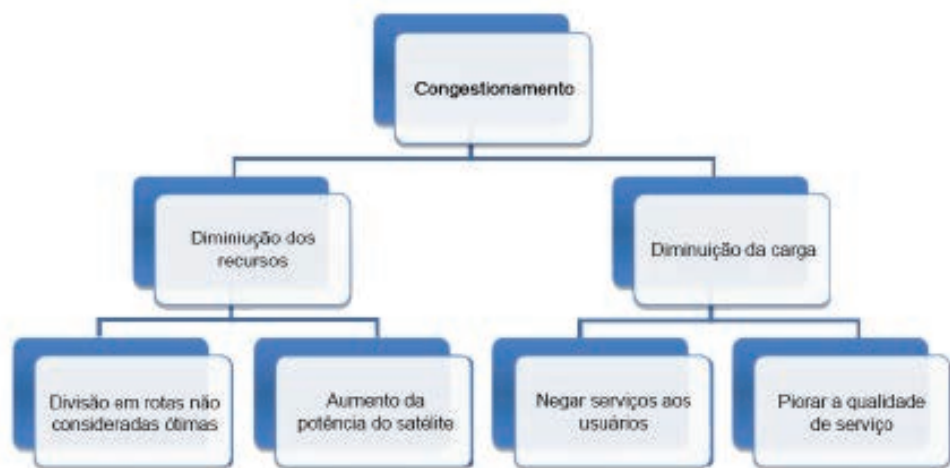 Congestionamento
Diminiução dos
recursos
Diminuição da carga
Divisão em rotas não
consideradas ótimas
Aumento da
potência do satélite
Negar serviços aos
usuários
Piorar a qualidade
de serviço